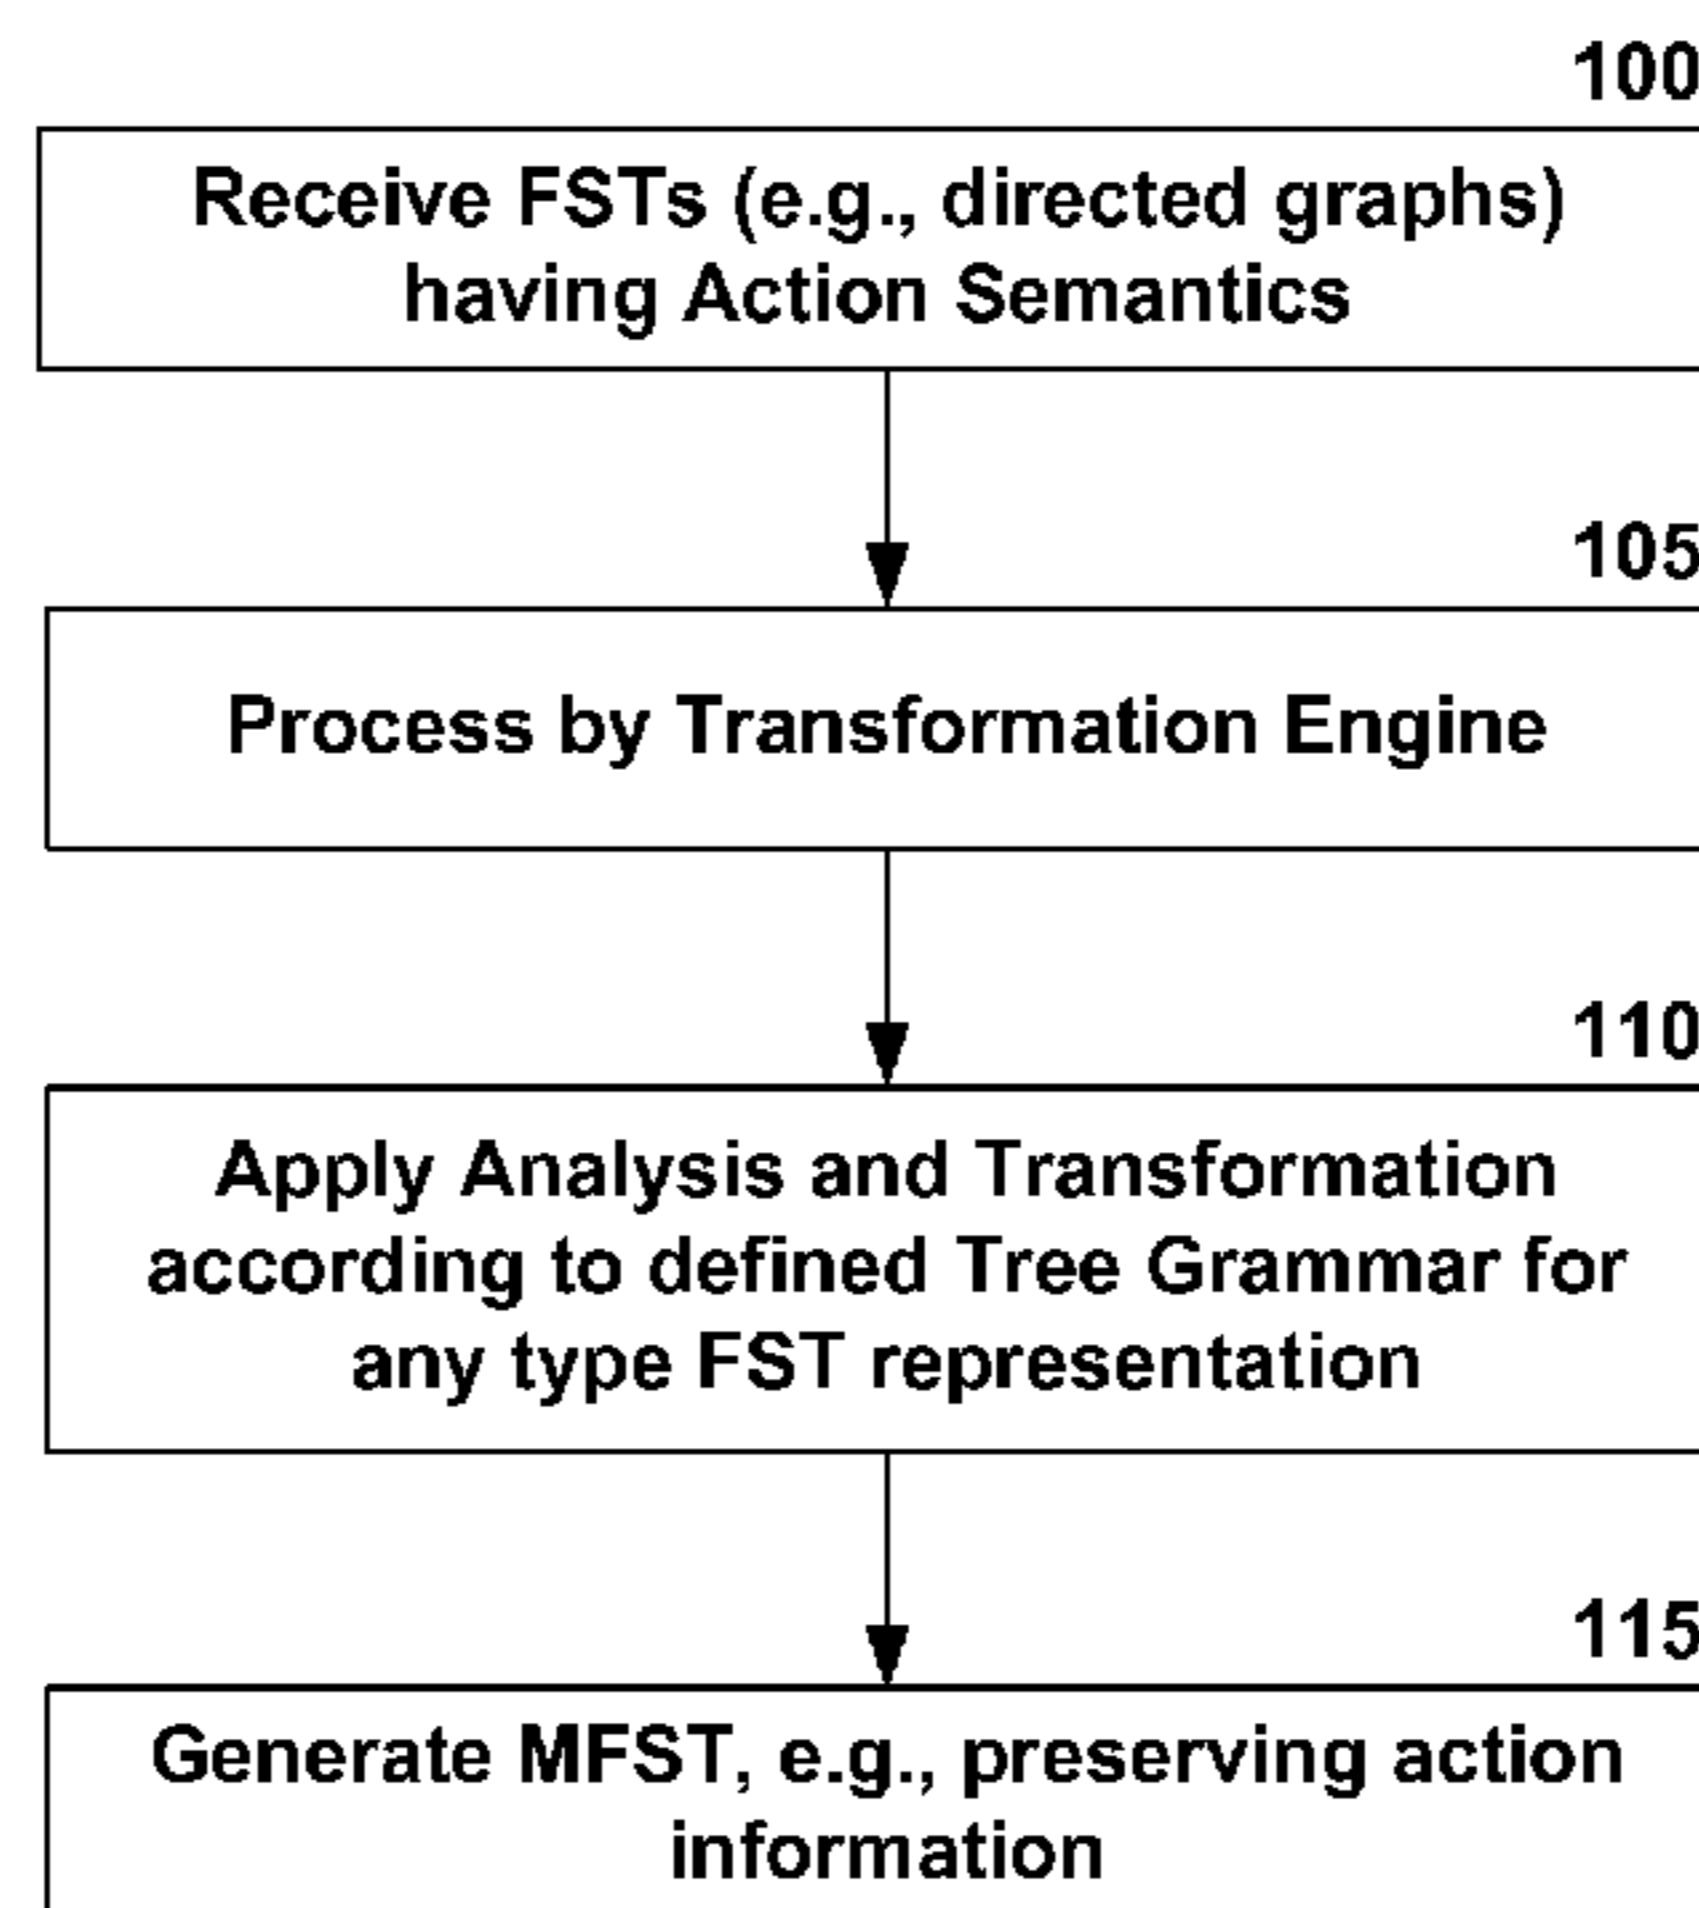 100
Receive FSTs (e.g., directed graphs)
having Action Semantics
105
Process by Transformation Engine
110
Apply Analysis and Transformation
according to defined Tree Grammar for
any type FST representation
115
Generate MFST, e.g., preserving action
information